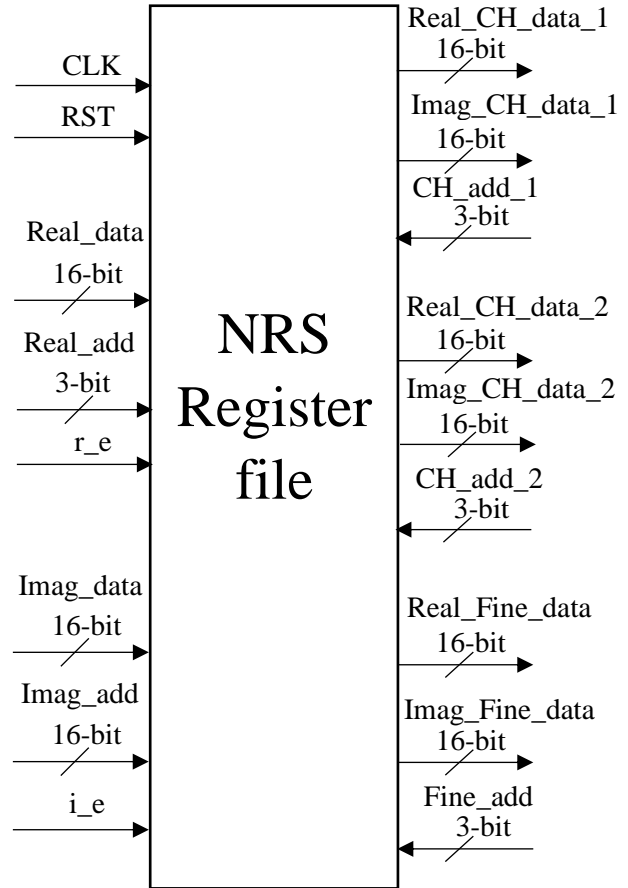 CLK
RST
Real_data
16-bit
Real_add
3-bit
r_e
Imag_data
16-bit
Imag_add
16-bit
i_e
NRS
Register
file
Real_CH_data_1
16-bit
Imag_CH_data_1
16-bit
CH_add_1
3-bit
Real_CH_data_2
16-bit
Imag_CH_data_2
16-bit
CH_add_2
3-bit
Real_Fine_data
16-bit
Imag_Fine_data
16-bit
Fine_add
3-bit